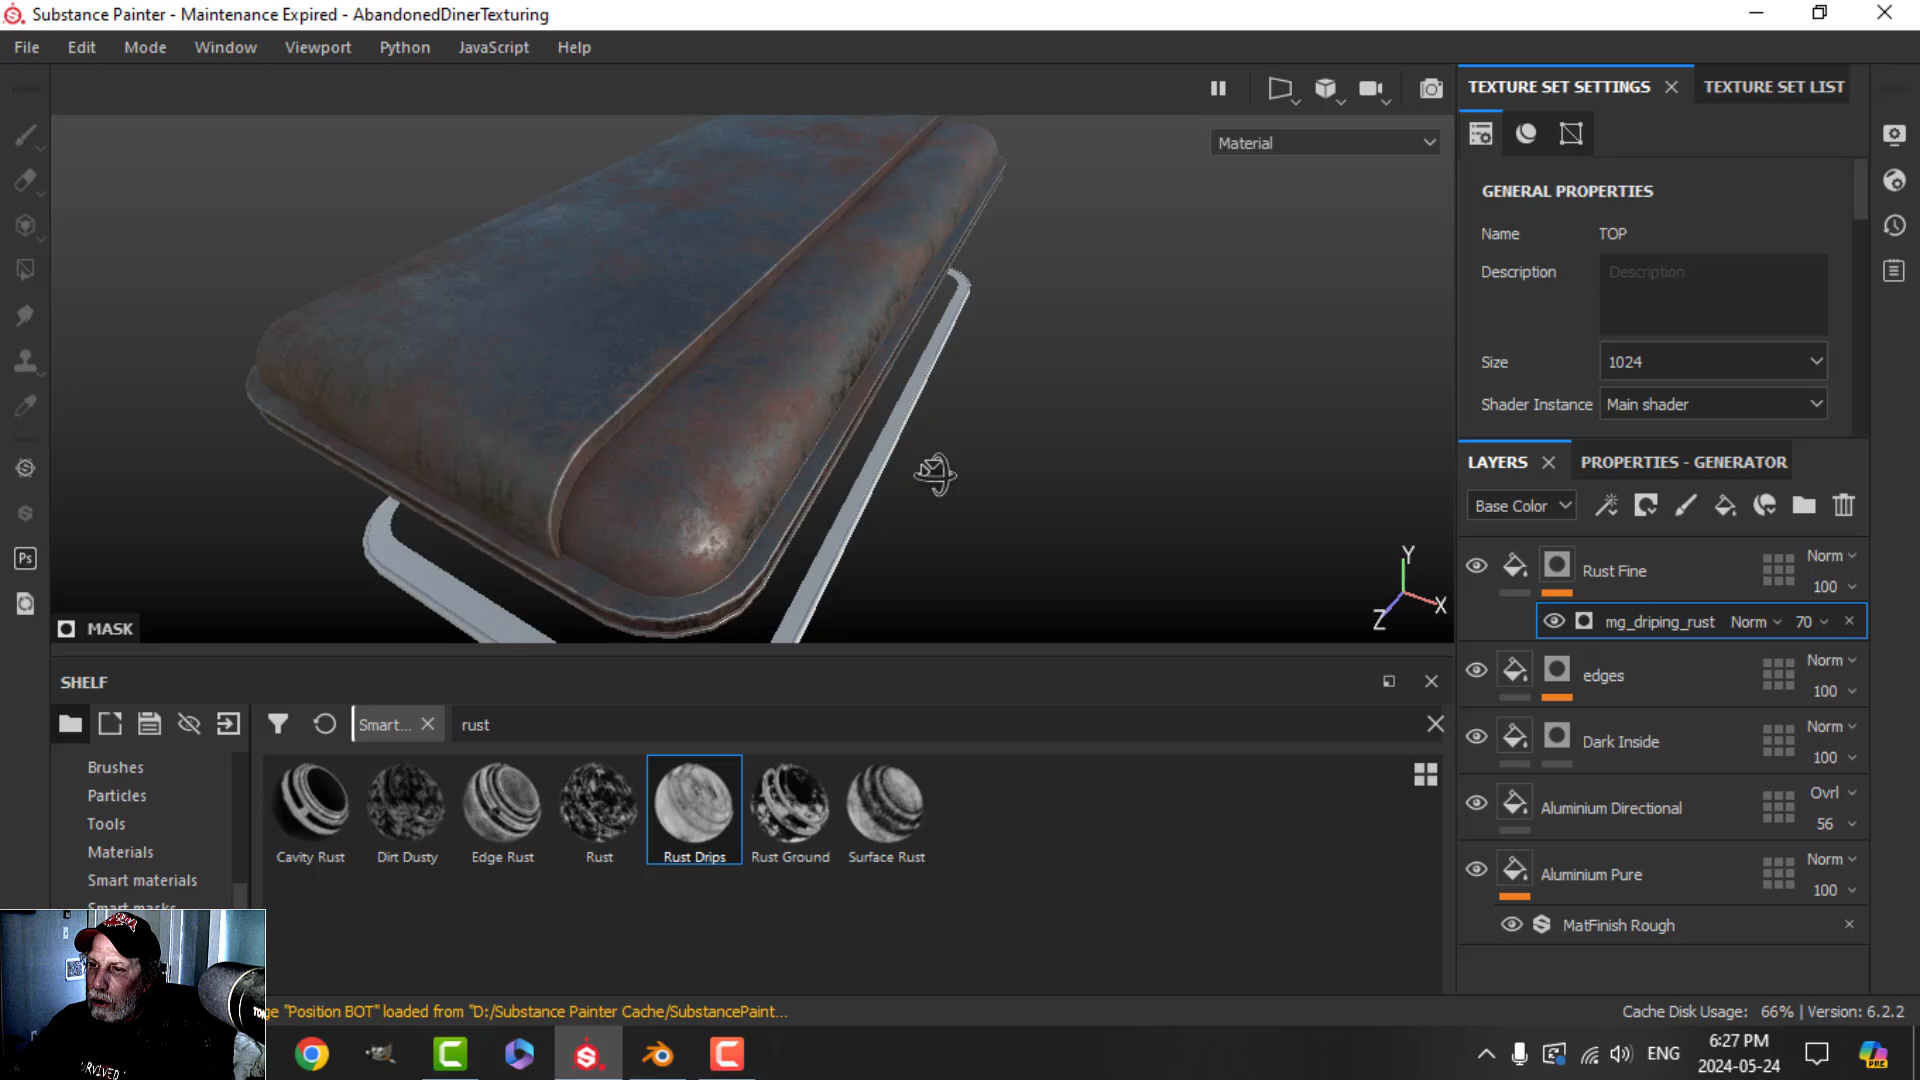 Substance Painter - Maintenance Expired - AbandonedDinerTexturing
File Edit Mode Window Viewport Python JavaScript Help
TEXTURE SET SETTINGS TEXTURE SET LIST
Material
GENERAL PROPERTIES
Name TOP
Description Description
Size 1024
Shader Instance Main shader
LAYERS PROPERTIES - GENERATOR
Base Color
Rust Fine Norm 100
mg_driping_rust Norm 70
edges Norm 100
Dark Inside Norm 100
Aluminium Directional Ovrl 56
Aluminium Pure Norm 100
MatFinish Rough
Y
X
Z
MASK
Ps
SHELF
Smart... rust
Brushes
Particles
Tools
Materials
Smart materials
Smart masks
Cavity Rust Dirt Dusty Edge Rust Rust Rust Drips Rust Ground Surface Rust
ge "Position BOT" loaded from "D:/Substance Painter Cache/SubstancePaint...
Cache Disk Usage: 66% | Version: 6.2.2
ENG
6:27 PM
2024-05-24
PRE